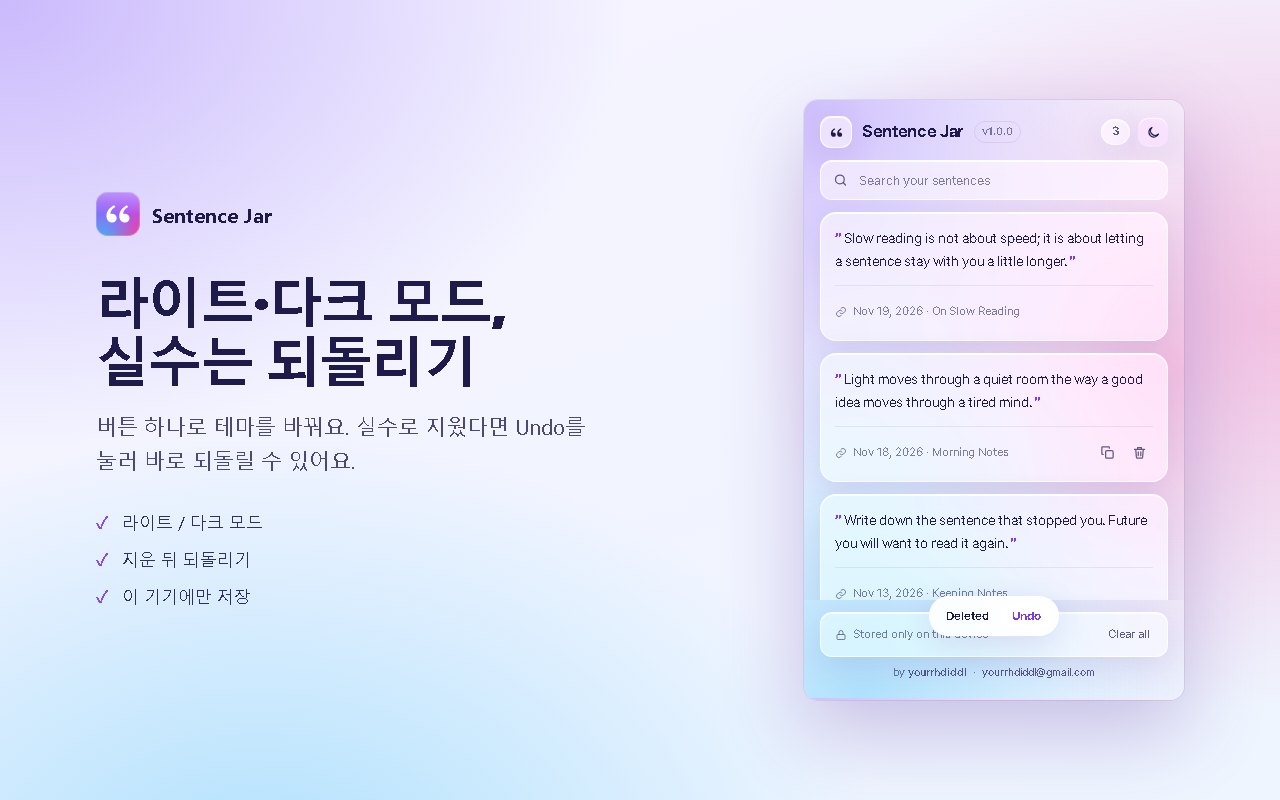 Sentence Jar
라이트·다크 모드,
실수는 되돌리기
버튼 하나로 테마를 바꿔요. 실수로 지웠다면 Undo를
눌러 바로 되돌릴 수 있어요.
✓ 라이트 / 다크 모드
✓ 지운 뒤 되돌리기
✓ 이 기기에만 저장
Sentence Jar v1.0.0 3
Search your sentences
" Slow reading is not about speed; it is about letting
a sentence stay with you a little longer. "
Nov 19, 2026 · On Slow Reading
" Light moves through a quiet room the way a good
idea moves through a tired mind. "
Nov 18, 2026 · Morning Notes
" Write down the sentence that stopped you. Future
you will want to read it again. "
Nov 13, 2026 · Keeping Notes
Deleted Undo
Stored only on this device Clear all
by yourrhdiddl · yourrhdiddl@gmail.com